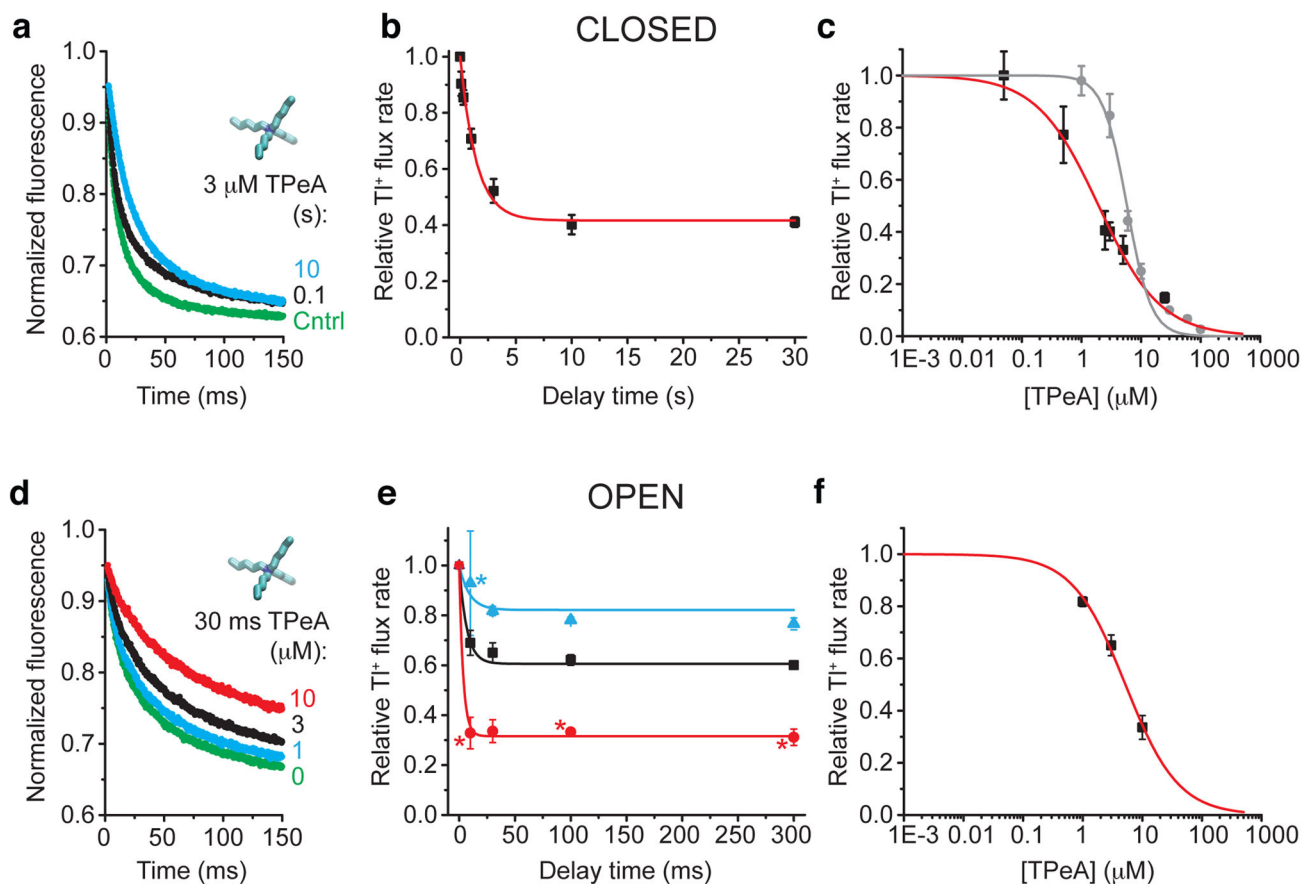 a
1.0
0.9
0.8
0.7
0.6
Normalized fluorescence
3 μM TPeA
(s):
10
0.1
Cntrl
0
50
100
150
Time (ms)
b
CLOSED
1.0
0.8
0.6
0.4
0.2
0.0
Relative Tl⁺ flux rate
0
5
10
15
20
25
30
Delay time (s)
c
1.0
0.8
0.6
0.4
0.2
0.0
Relative Tl⁺ flux rate
1E-3
0.01
0.1
1
10
100
1000
[TPeA] (μM)
d
1.0
0.9
0.8
0.7
0.6
Normalized fluorescence
30 ms TPeA
(μM):
10
3
1
0
0
50
100
150
Time (ms)
e
OPEN
1.0
0.8
0.6
0.4
0.2
0.0
Relative Tl⁺ flux rate
*
*
*
*
0
50
100
150
200
250
300
Delay time (ms)
f
1.0
0.8
0.6
0.4
0.2
0.0
Relative Tl⁺ flux rate
1E-3
0.01
0.1
1
10
100
1000
[TPeA] (μM)